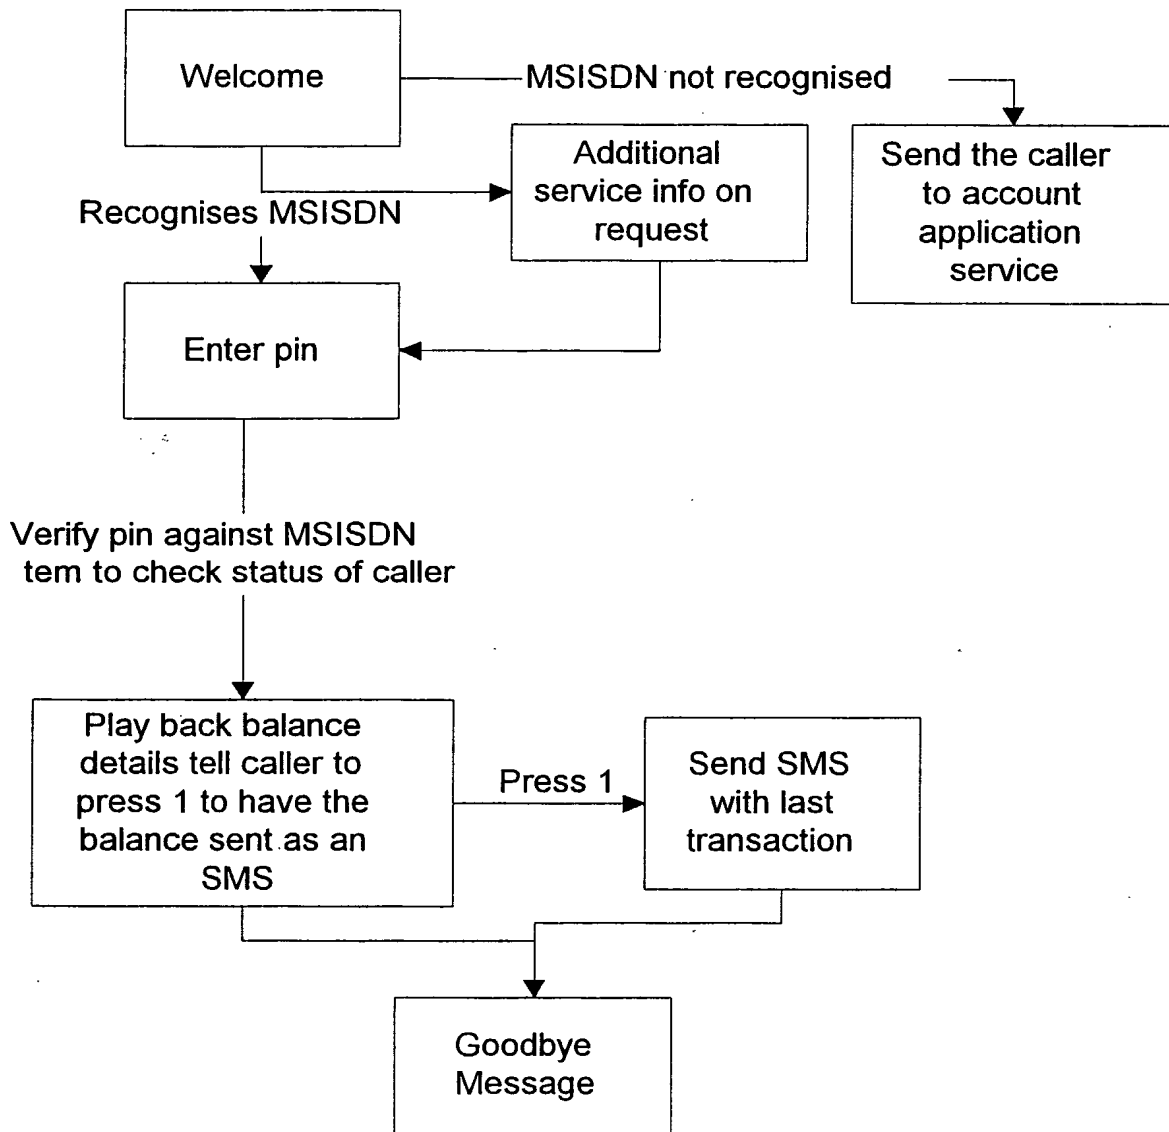 Welcome
MSISDN not recognised
Additional
service info on
request
Send the caller
to account
application
service
Recognises MSISDN
Enter pin
Verify pin against MSISDN
tem to check status of caller
Play back balance
details tell caller to
press 1 to have the
balance sent as an
SMS
Press 1
Send SMS
with last
transaction
Goodbye
Message